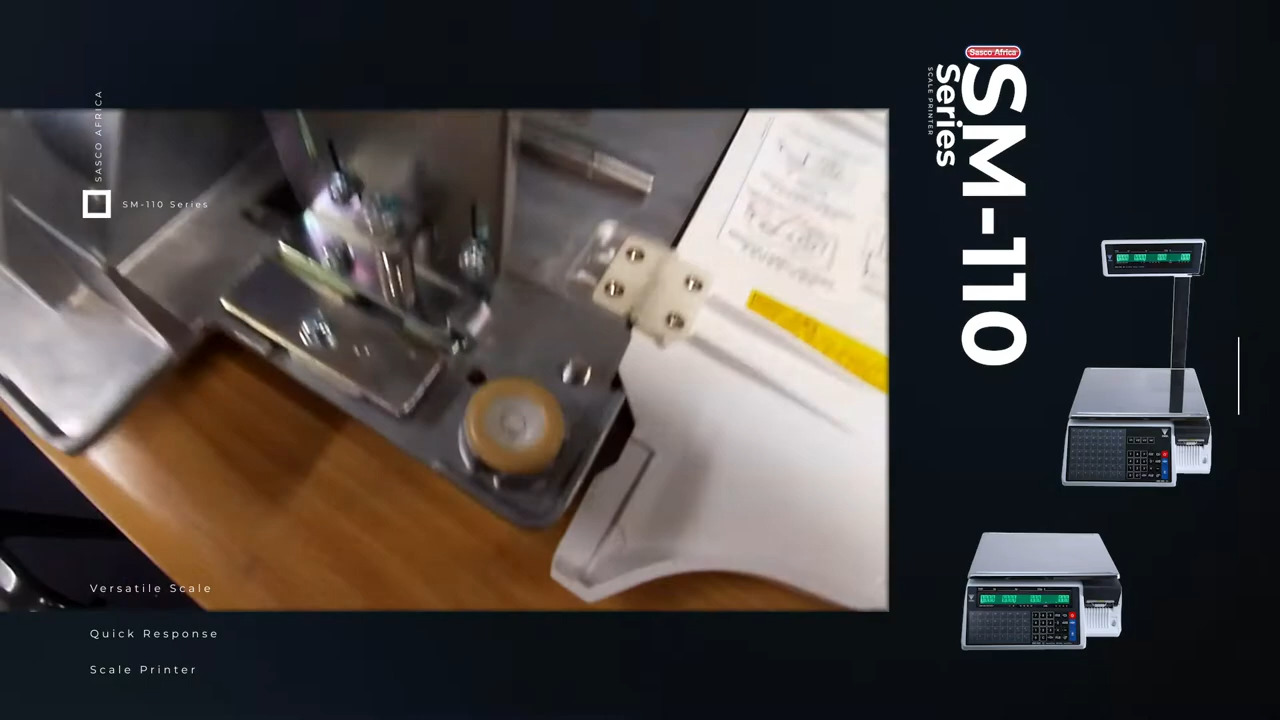 SASCO AFRICA
SM-110 Series
Versatile Scale
Quick Response
Scale Printer
Sasco Africa
SM-110
Series
SCALE PRINTER